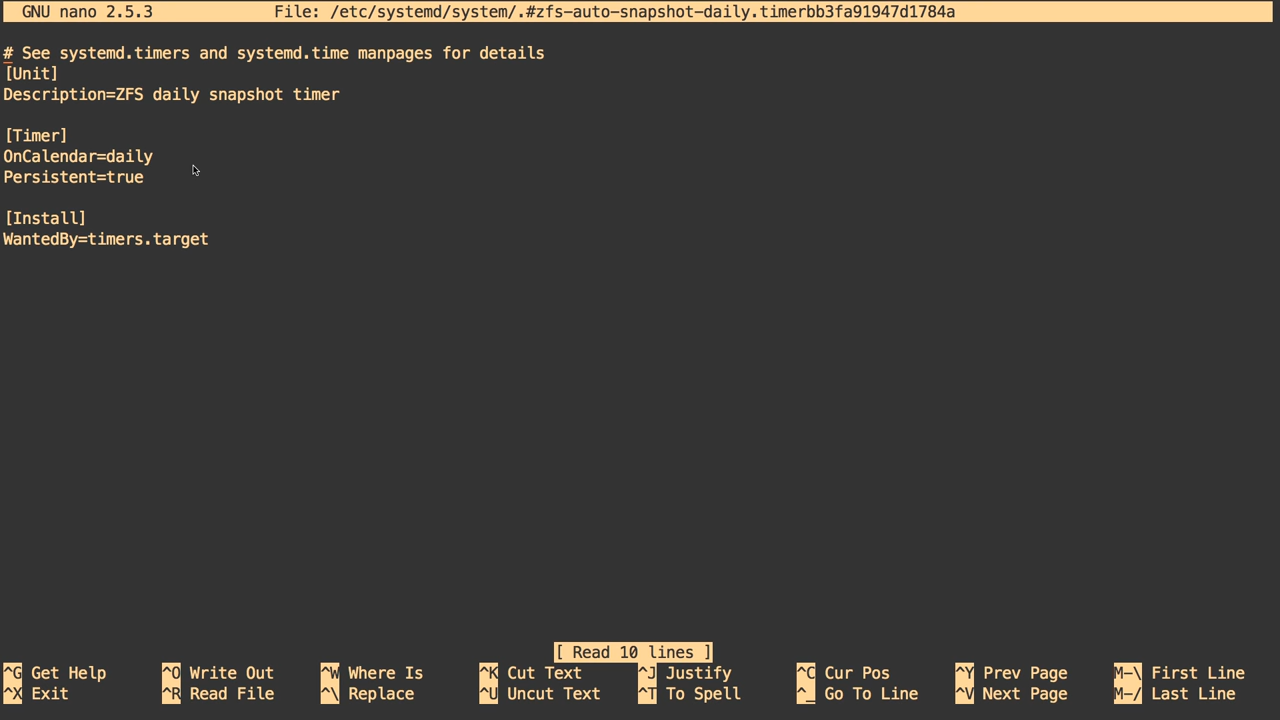 GNU nano 2.5.3 File: /etc/systemd/system/.#zfs-auto-snapshot-daily.timerbb3fa91947d1784a
# See systemd.timers and systemd.time manpages for details
[Unit]
Description=ZFS daily snapshot timer
[Timer]
OnCalendar=daily
Persistent=true
[Install]
WantedBy=timers.target
[ Read 10 lines ]
^G Get Help ^O Write Out ^W Where Is ^K Cut Text ^J Justify ^C Cur Pos ^Y Prev Page M-\ First Line
^X Exit ^R Read File ^\ Replace ^U Uncut Text ^T To Spell ^_ Go To Line ^V Next Page M-/ Last Line